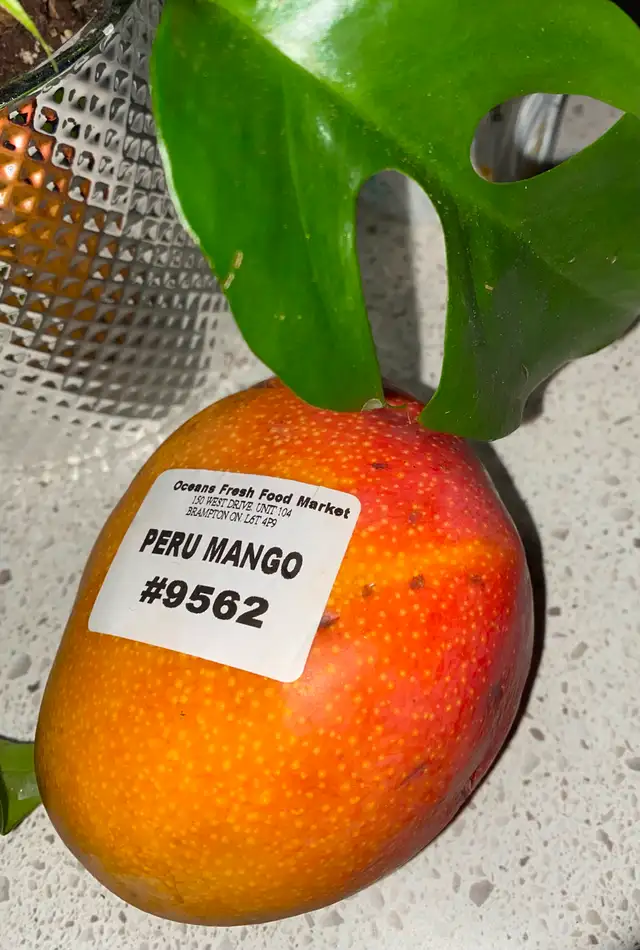 Oceans Fresh Food Market
150 WEST DRIVE, UNIT 104
BRAMPTON ON. L6T 4P9
PERU MANGO
#9562